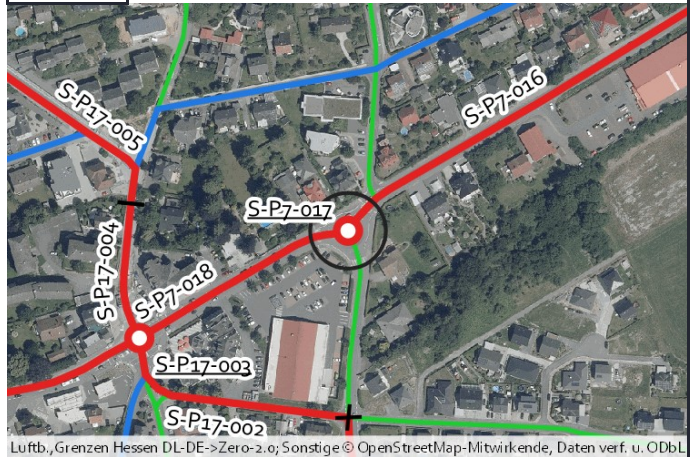 S-P17-005
S-P7-016
S-P7-017
S-P17-004
S-P7-018
S-P17-003
S-P17-002
Luftb.,Grenzen Hessen DL-DE->Zero-2.0; Sonstige © OpenStreetMap-Mitwirkende, Daten verf. u. ODbL